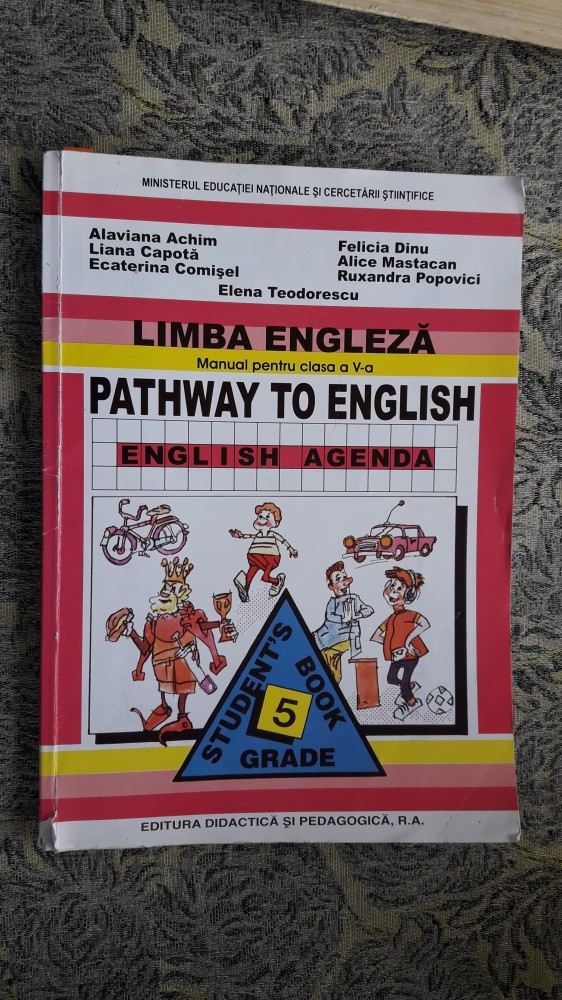 MINISTERUL EDUCAȚIEI NAȚIONALE ȘI CERCETĂRII ȘTIINȚIFICE
Alaviana Achim
Liana Capotă
Ecaterina Comișel
Felicia Dinu
Alice Mastacan
Ruxandra Popovici
Elena Teodorescu
LIMBA ENGLEZĂ
Manual pentru clasa a V-a
PATHWAY TO ENGLISH
ENGLISH AGENDA
STUDENT'S BOOK
5
GRADE
EDITURA DIDACTICĂ ȘI PEDAGOGICĂ, R.A.